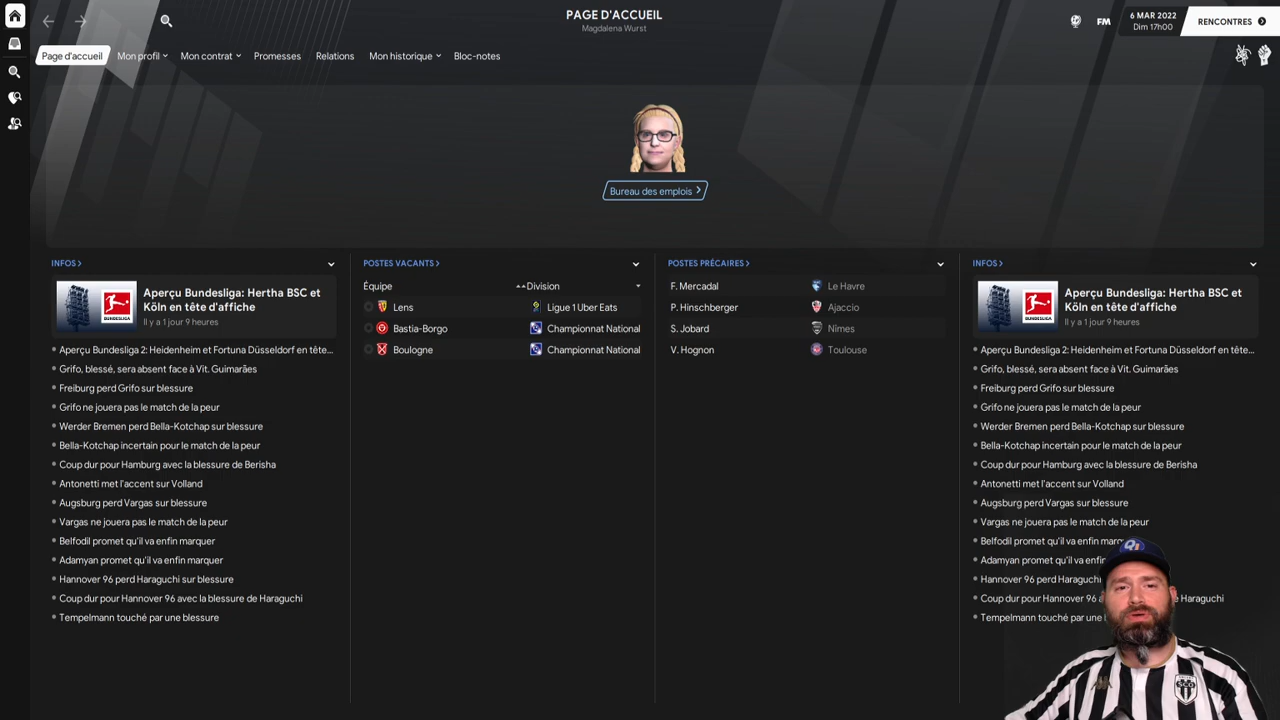 PAGE D'ACCUEIL
Magdalena Wurst
FM
6 MAR 2022
Dim 17h00
RENCONTRES
Page d'accueil
Mon profil
Mon contrat
Promesses
Relations
Mon historique
Bloc-notes
Bureau des emplois
INFOS
BUNDESLIGA
Aperçu Bundesliga: Hertha BSC et
Köln en tête d'affiche
Il y a 1 jour 9 heures
Aperçu Bundesliga 2: Heidenheim et Fortuna Düsseldorf en tête...
Grifo, blessé, sera absent face à Vit. Guimarães
Freiburg perd Grifo sur blessure
Grifo ne jouera pas le match de la peur
Werder Bremen perd Bella-Kotchap sur blessure
Bella-Kotchap incertain pour le match de la peur
Coup dur pour Hamburg avec la blessure de Berisha
Antonetti met l'accent sur Volland
Augsburg perd Vargas sur blessure
Vargas ne jouera pas le match de la peur
Belfodil promet qu'il va enfin marquer
Adamyan promet qu'il va enfin marquer
Hannover 96 perd Haraguchi sur blessure
Coup dur pour Hannover 96 avec la blessure de Haraguchi
Tempelmann touché par une blessure
POSTES VACANTS
Équipe Division
Lens Ligue 1 Uber Eats
Bastia-Borgo Championnat National
Boulogne Championnat National
POSTES PRÉCAIRES
F. Mercadal Le Havre
P. Hinschberger Ajaccio
S. Jobard Nîmes
V. Hognon Toulouse
INFOS
BUNDESLIGA
Aperçu Bundesliga: Hertha BSC et
Köln en tête d'affiche
Il y a 1 jour 9 heures
Aperçu Bundesliga 2: Heidenheim et Fortuna Düsseldorf en tête...
Grifo, blessé, sera absent face à Vit. Guimarães
Freiburg perd Grifo sur blessure
Grifo ne jouera pas le match de la peur
Werder Bremen perd Bella-Kotchap sur blessure
Bella-Kotchap incertain pour le match de la peur
Coup dur pour Hamburg avec la blessure de Berisha
Antonetti met l'accent sur Volland
Augsburg perd Vargas sur blessure
Vargas ne jouera pas le match de la peur
Belfodil promet qu'il va enfin
Adamyan promet qu'il va enfin
Hannover 96 perd Haraguchi
Coup dur pour Hannover 96 de Haraguchi
Tempelmann touché par une
SCO